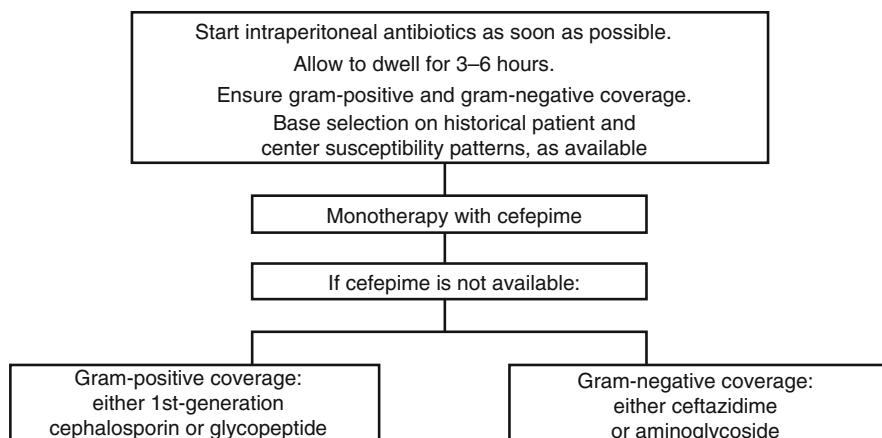 Start intraperitoneal antibiotics as soon as possible.
Allow to dwell for 3–6 hours.
Ensure gram-positive and gram-negative coverage.
Base selection on historical patient and
center susceptibility patterns, as available
Monotherapy with cefepime
If cefepime is not available:
Gram-positive coverage:
either 1st-generation
cephalosporin or glycopeptide
Gram-negative coverage:
either ceftazidime
or aminoglycoside